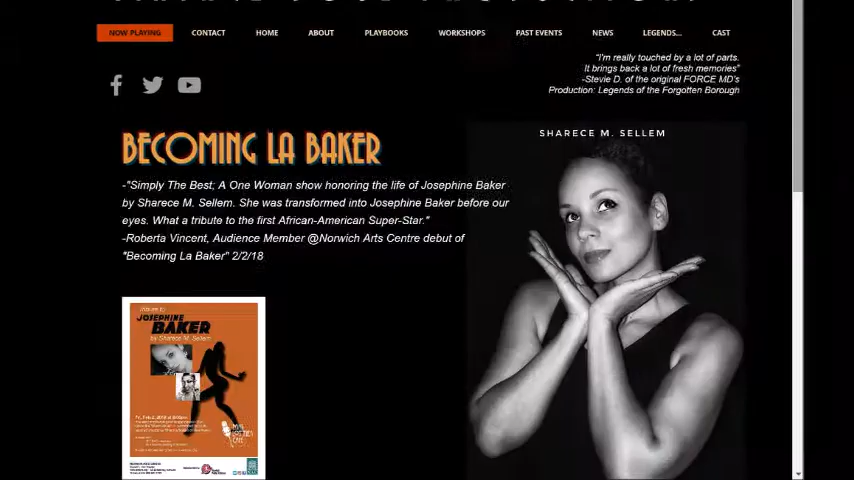 NOW PLAYING CONTACT HOME ABOUT PLAYBOOKS WORKSHOPS PAST EVENTS NEWS LEGENDS... CAST
"I'm really touched by a lot of parts.
It brings back a lot of fresh memories"
-Stevie D. of the original FORCE MD's
Production: Legends of the Forgotten Borough
SHARECE M. SELLEM
BECOMING LA BAKER
-"Simply The Best; A One Woman show honoring the life of Josephine Baker
by Sharece M. Sellem. She was transformed into Josephine Baker before our
eyes. What a tribute to the first African-American Super-Star."
-Roberta Vincent, Audience Member @Norwich Arts Centre debut of
"Becoming La Baker" 2/2/18
Tribute to
JOSEPHINE
BAKER
by Sharece M. Sellem